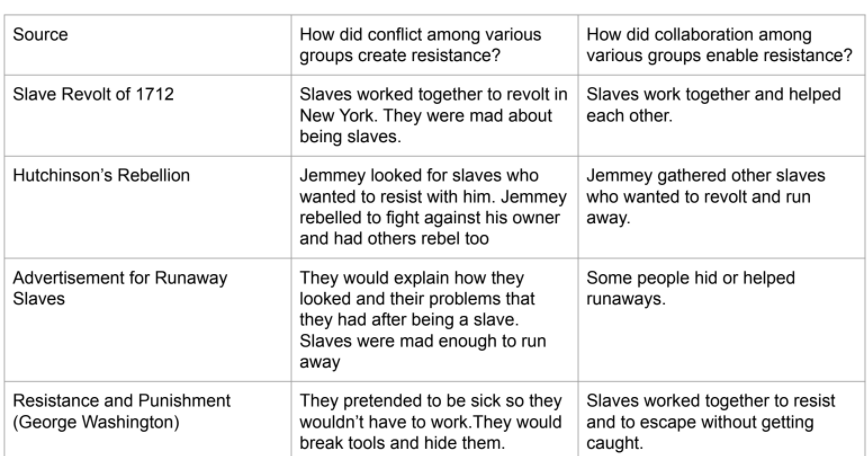 Source
How did conflict among various
groups create resistance?
How did collaboration among
various groups enable resistance?
Slave Revolt of 1712
Slaves worked together to revolt in
New York. They were mad about
being slaves.
Slaves work together and helped
each other.
Hutchinson's Rebellion
Jemmey looked for slaves who
wanted to resist with him. Jemmey
rebelled to fight against his owner
and had others rebel too
Jemmey gathered other slaves
who wanted to revolt and run
away.
Advertisement for Runaway
Slaves
They would explain how they
looked and their problems that
they had after being a slave.
Slaves were mad enough to run
away
Some people hid or helped
runaways.
Resistance and Punishment
(George Washington)
They pretended to be sick so they
wouldn't have to work.They would
break tools and hide them.
Slaves worked together to resist
and to escape without getting
caught.